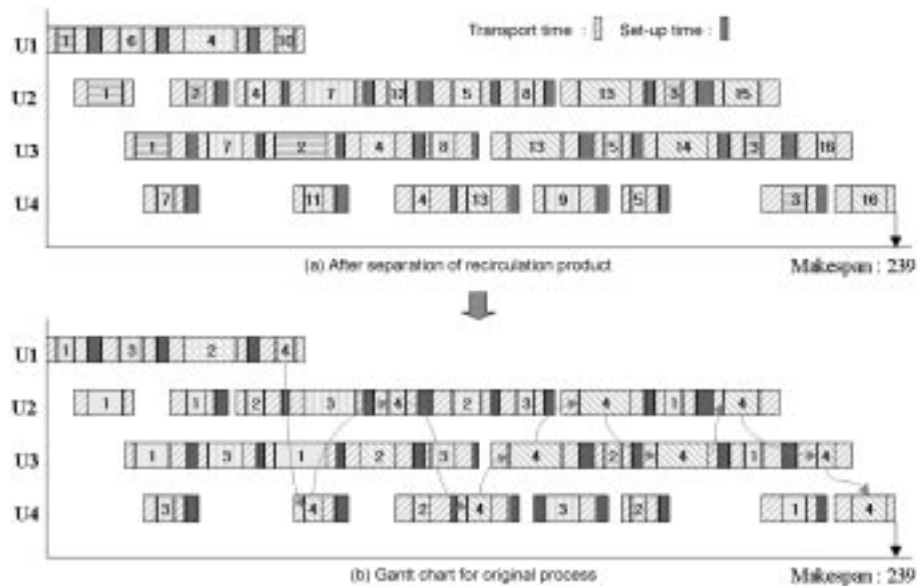 Transport time : Set-up time :
U1 6 4
U2 1 2 4 7 12 5 8 13 3 15
U3 1 7 2 4 8 13 5 14 3 16
U4 7 11 4 13 9 5 3 16
(a) After separation of recirculation product
Makespan : 239
U1 1 3 2 4
U2 1 1 2 3 4 2 3 4 1 4
U3 1 3 1 2 3 4 2 4 1 4
U4 3 4 2 4 3 2 1 4
(b) Gantt chart for original process
Makespan : 239